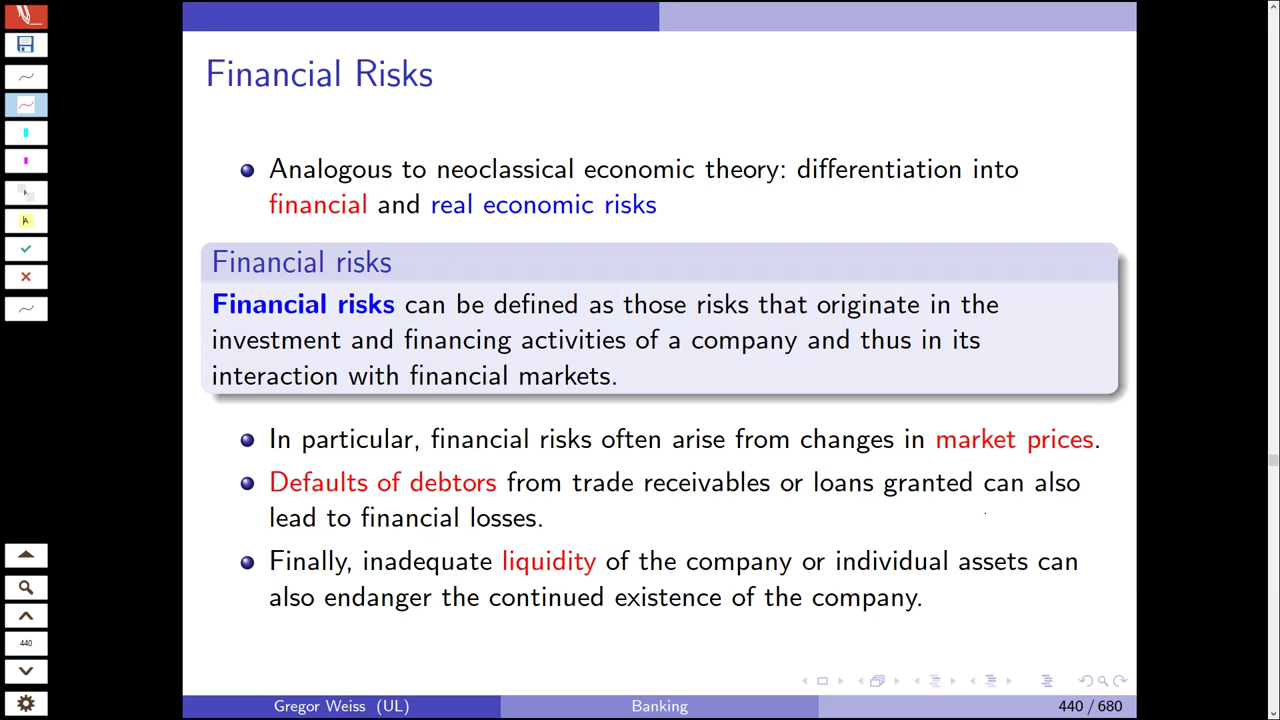 Financial Risks
Analogous to neoclassical economic theory: differentiation into
financial and real economic risks
Financial risks
Financial risks can be defined as those risks that originate in the
investment and financing activities of a company and thus in its
interaction with financial markets.
In particular, financial risks often arise from changes in market prices.
Defaults of debtors from trade receivables or loans granted can also
lead to financial losses.
Finally, inadequate liquidity of the company or individual assets can
also endanger the continued existence of the company.
440
Gregor Weiss (UL) Banking 440 / 680